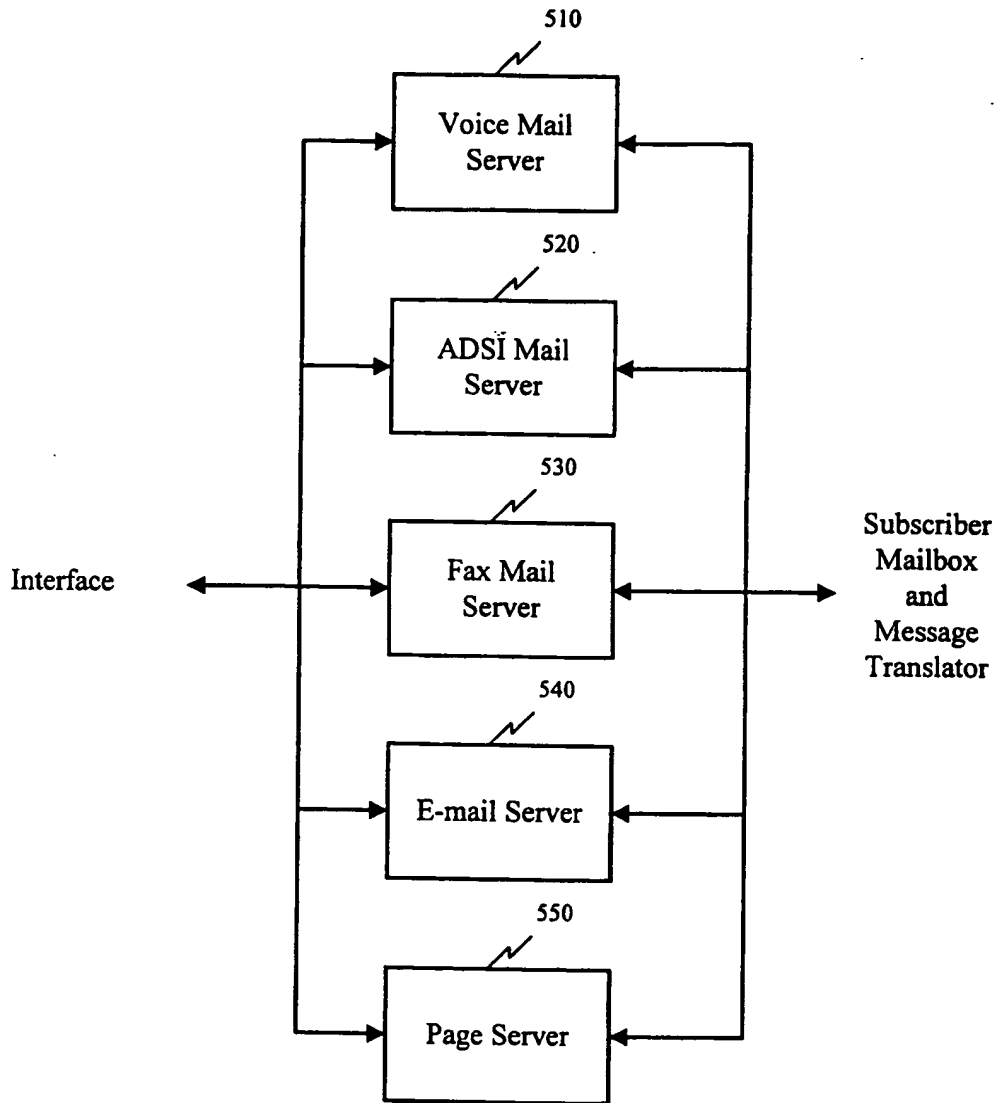 510
Voice Mail
Server
520
ADSI Mail
Server
530
Fax Mail
Server
Interface
Subscriber
Mailbox
and
Message
Translator
540
E-mail Server
550
Page Server